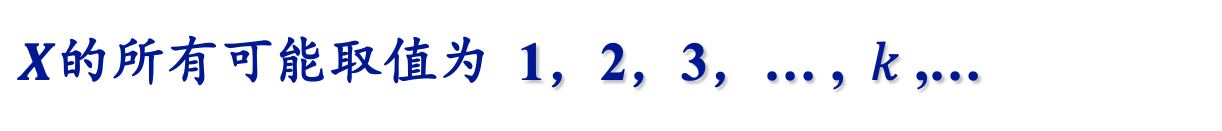 X的所有可能取值为 1，2，3，… , k ,…